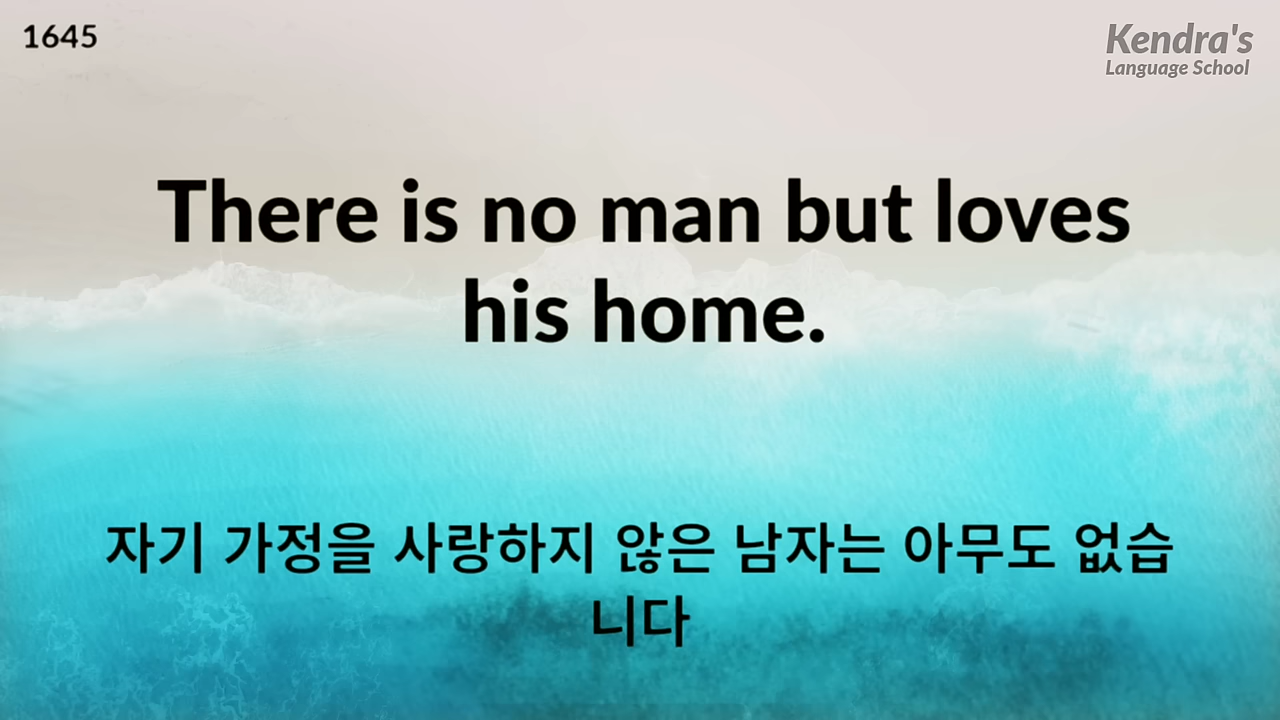 1645
Kendra's
Language School
There is no man but loves
his home.
자기 가정을 사랑하지 않은 남자는 아무도 없습
니다